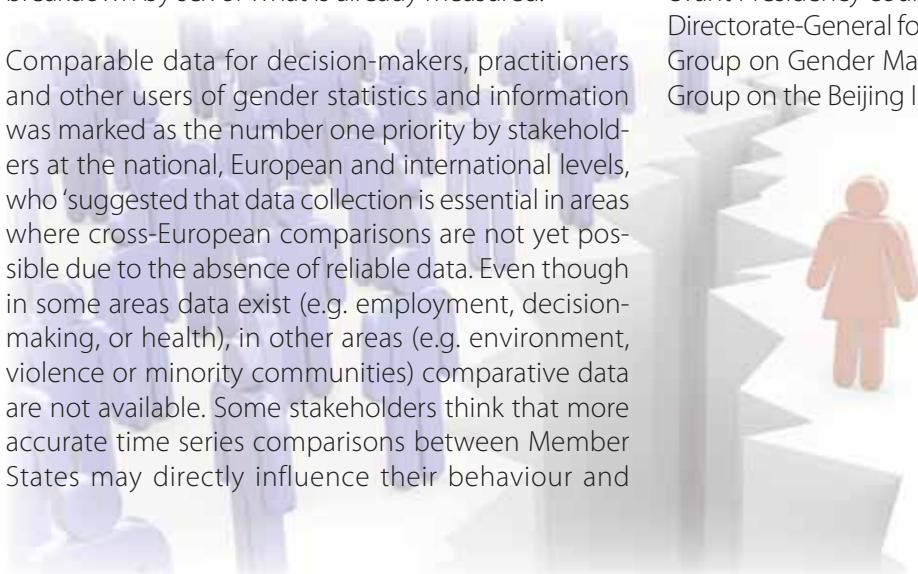 breakdown by sex of what is already measured.
Comparable data for decision-makers, practitioners
and other users of gender statistics and information
was marked as the number one priority by stakehold-
ers at the national, European and international levels,
who ‘suggested that data collection is essential in areas
where cross-European comparisons are not yet pos-
sible due to the absence of reliable data. Even though
in some areas data exist (e.g. employment, decision-
making, or health), in other areas (e.g. environment,
violence or minority communities) comparative data
are not available. Some stakeholders think that more
accurate time series comparisons between Member
States may directly influence their behaviour and
Directorate-General fo
Group on Gender Ma
Group on the Beijing I